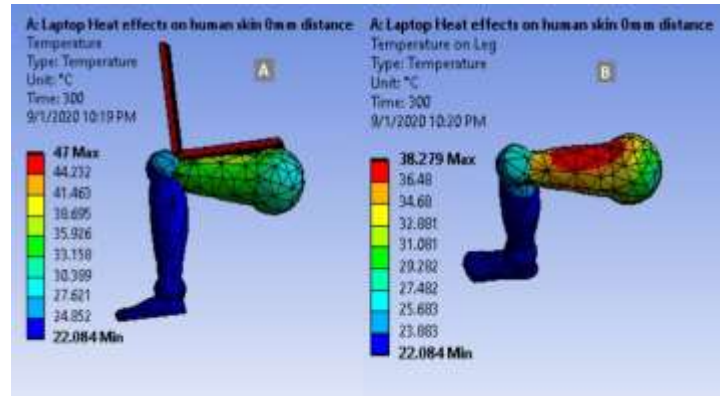 A: Laptop Heat effects on human skin 0mm distance
Temperature
Type: Temperature
Unit: °C
Time: 300
9/1/2020 10:19 PM
A
47 Max
44.232
41.463
38.695
35.926
33.158
30.389
27.621
24.852
22.084 Min
A: Laptop Heat effects on human skin 0mm distance
Temperature on Leg
Type: Temperature
Unit: °C
Time: 300
9/1/2020 10:20 PM
B
38.279 Max
36.48
34.68
32.881
31.081
29.282
27.482
25.683
23.883
22.084 Min